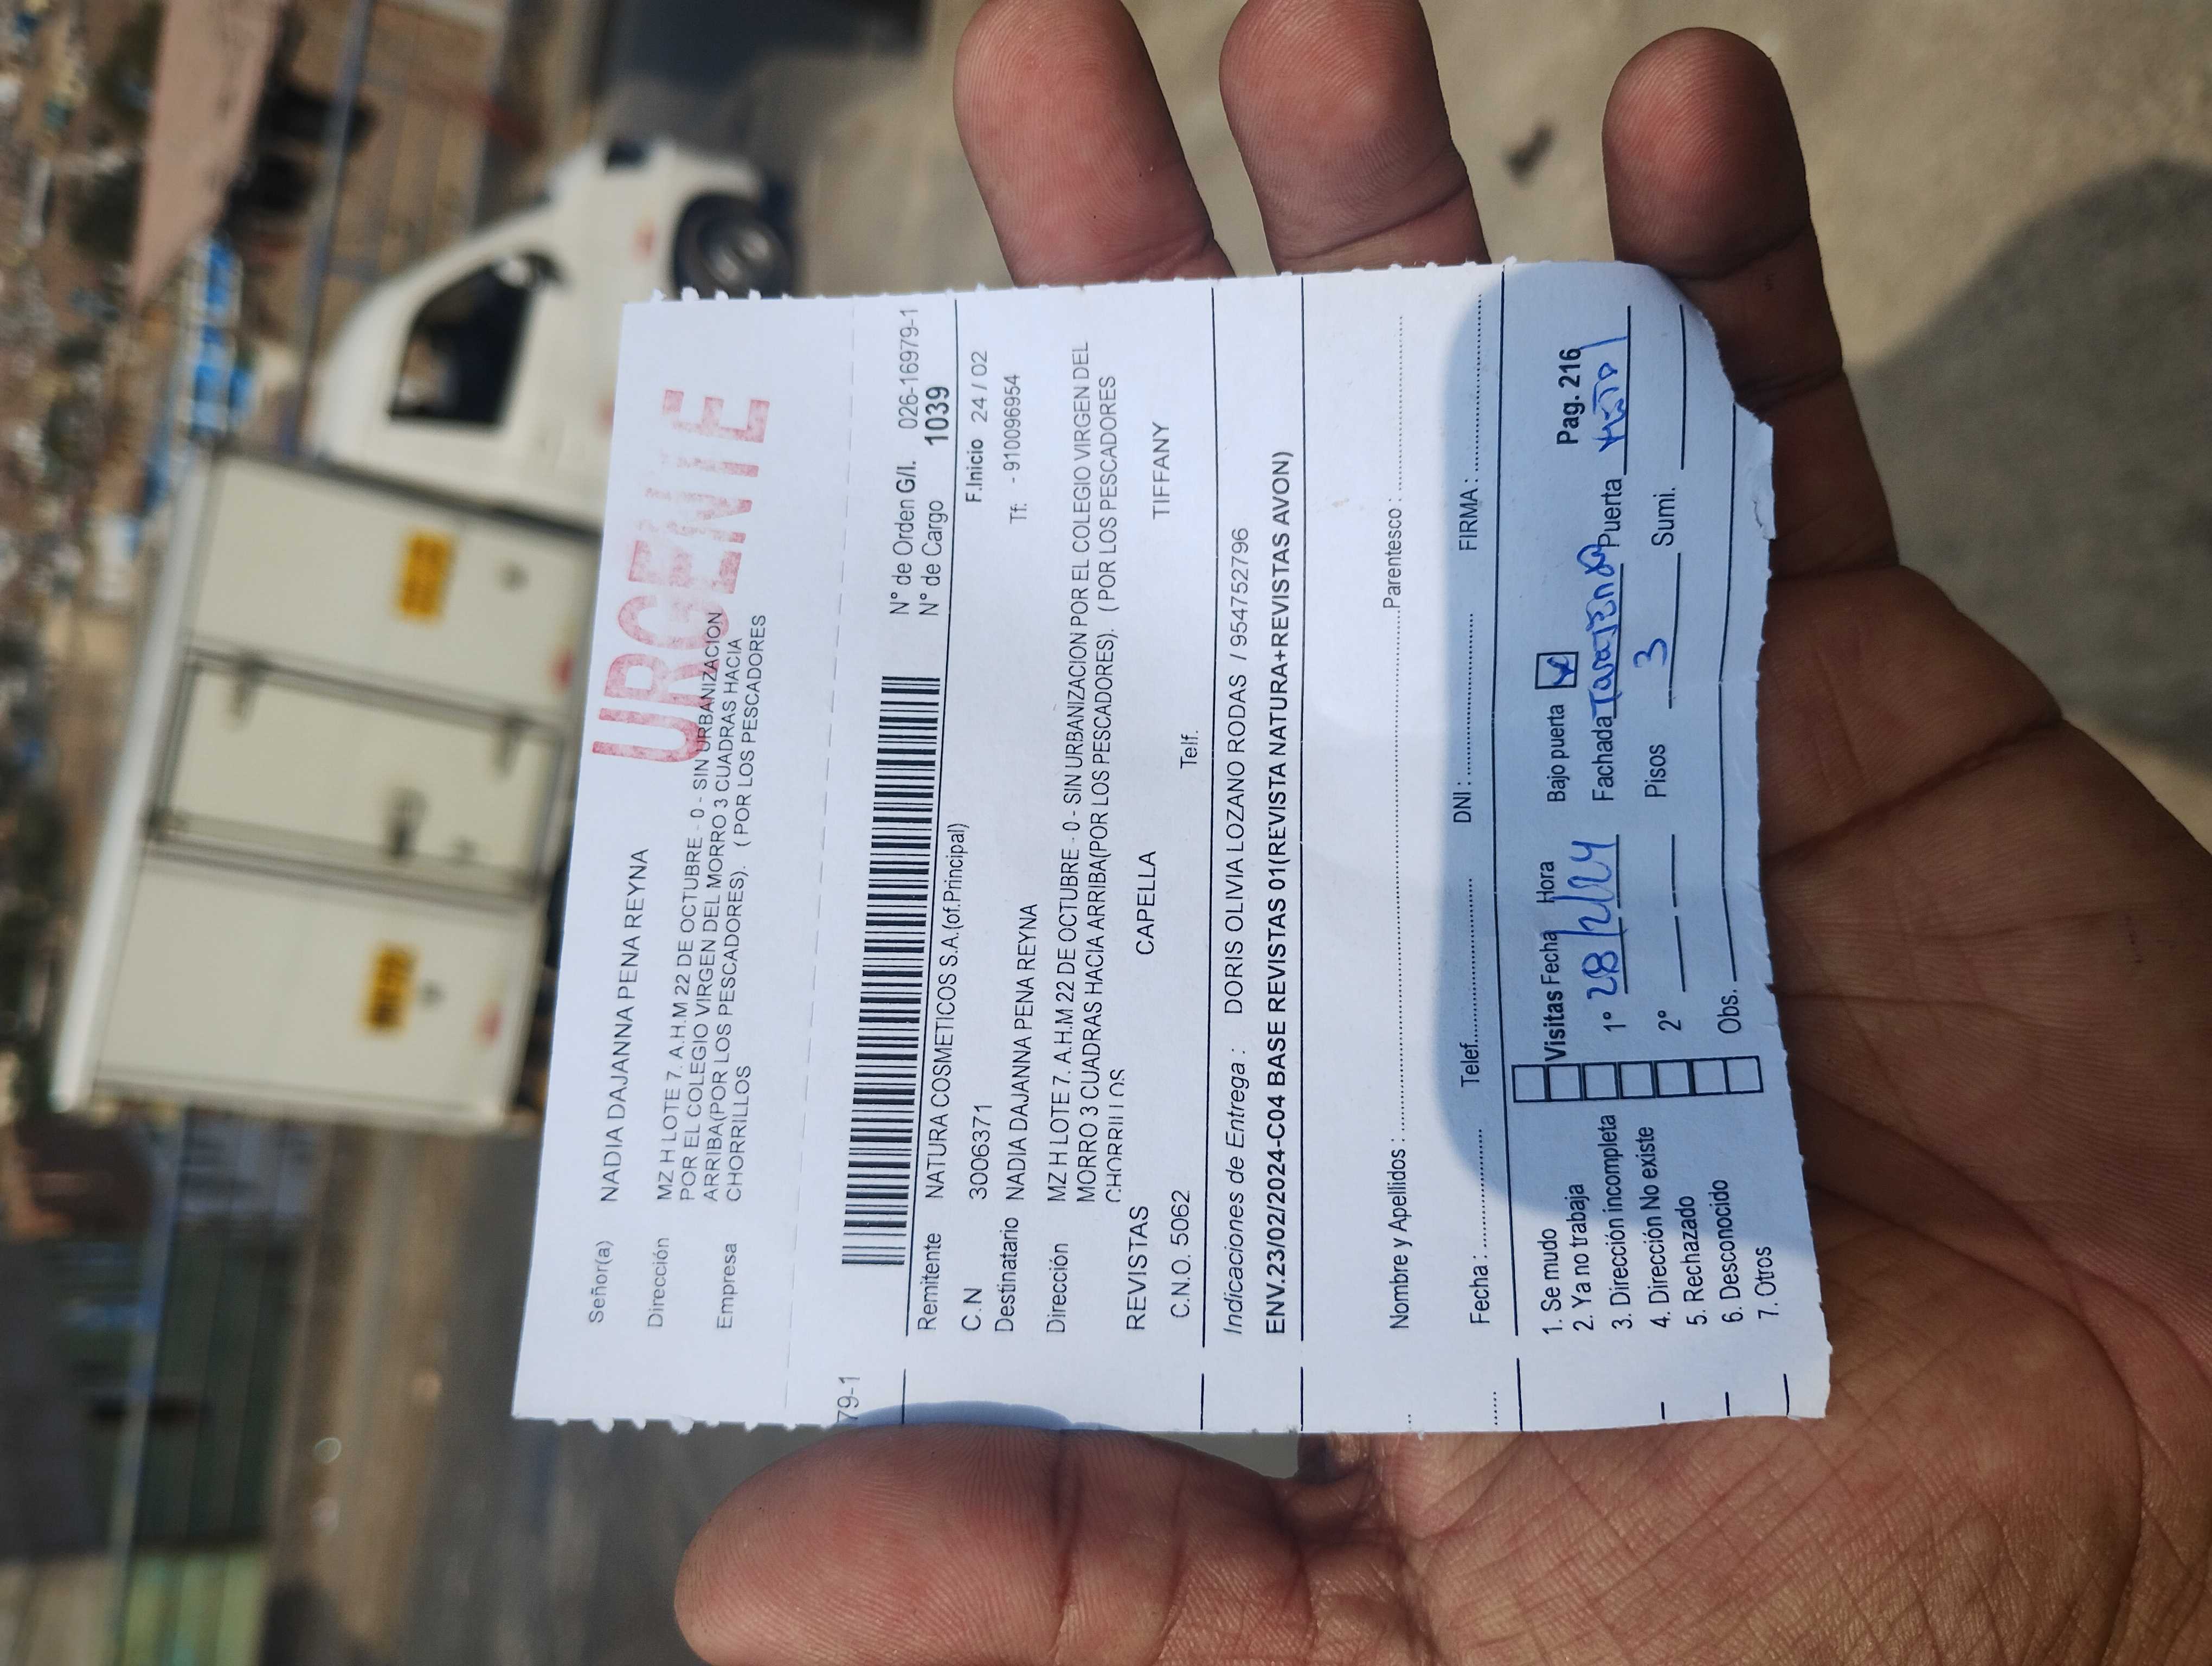 URGENTE
Señor(a) NADIA DAJANNA PENA REYNA
Dirección MZ H LOTE 7. A.H.M 22 DE OCTUBRE - 0 - SIN URBANIZACION
POR EL COLEGIO VIRGEN DEL MORRO 3 CUADRAS HACIA
ARRIBA(POR LOS PESCADORES). ( POR LOS PESCADORES
Empresa CHORRILLOS
79-1
N° de Orden G/I. 026-16979-1
N° de Cargo 1039
Remitente NATURA COSMETICOS S.A.(of.Principal)
C.N 3006371 F.Inicio 24 / 02
Destinatario NADIA DAJANNA PENA REYNA Tf. - 910096954
Dirección MZ H LOTE 7. A.H.M 22 DE OCTUBRE - 0 - SIN URBANIZACION POR EL COLEGIO VIRGEN DEL
MORRO 3 CUADRAS HACIA ARRIBA(POR LOS PESCADORES). ( POR LOS PESCADORES
CHORRILLOS
REVISTAS CAPELLA TIFFANY
C.N.O. 5062 Telf.
Indicaciones de Entrega : DORIS OLIVIA LOZANO RODAS / 954752796
ENV.23/02/2024-C04 BASE REVISTAS 01(REVISTA NATURA+REVISTAS AVON)
Nombre y Apellidos : Parentesco :
Fecha : Telef. DNI : FIRMA :
1. Se mudo Visitas Fecha Hora Bajo puerta Pag. 216
2. Ya no trabaja
3. Dirección incompleta 1° 28/2/24 Fachada Puerta
4. Dirección No existe 2° Pisos 3 Sumi.
5. Rechazado
6. Desconocido Obs.
7. Otros